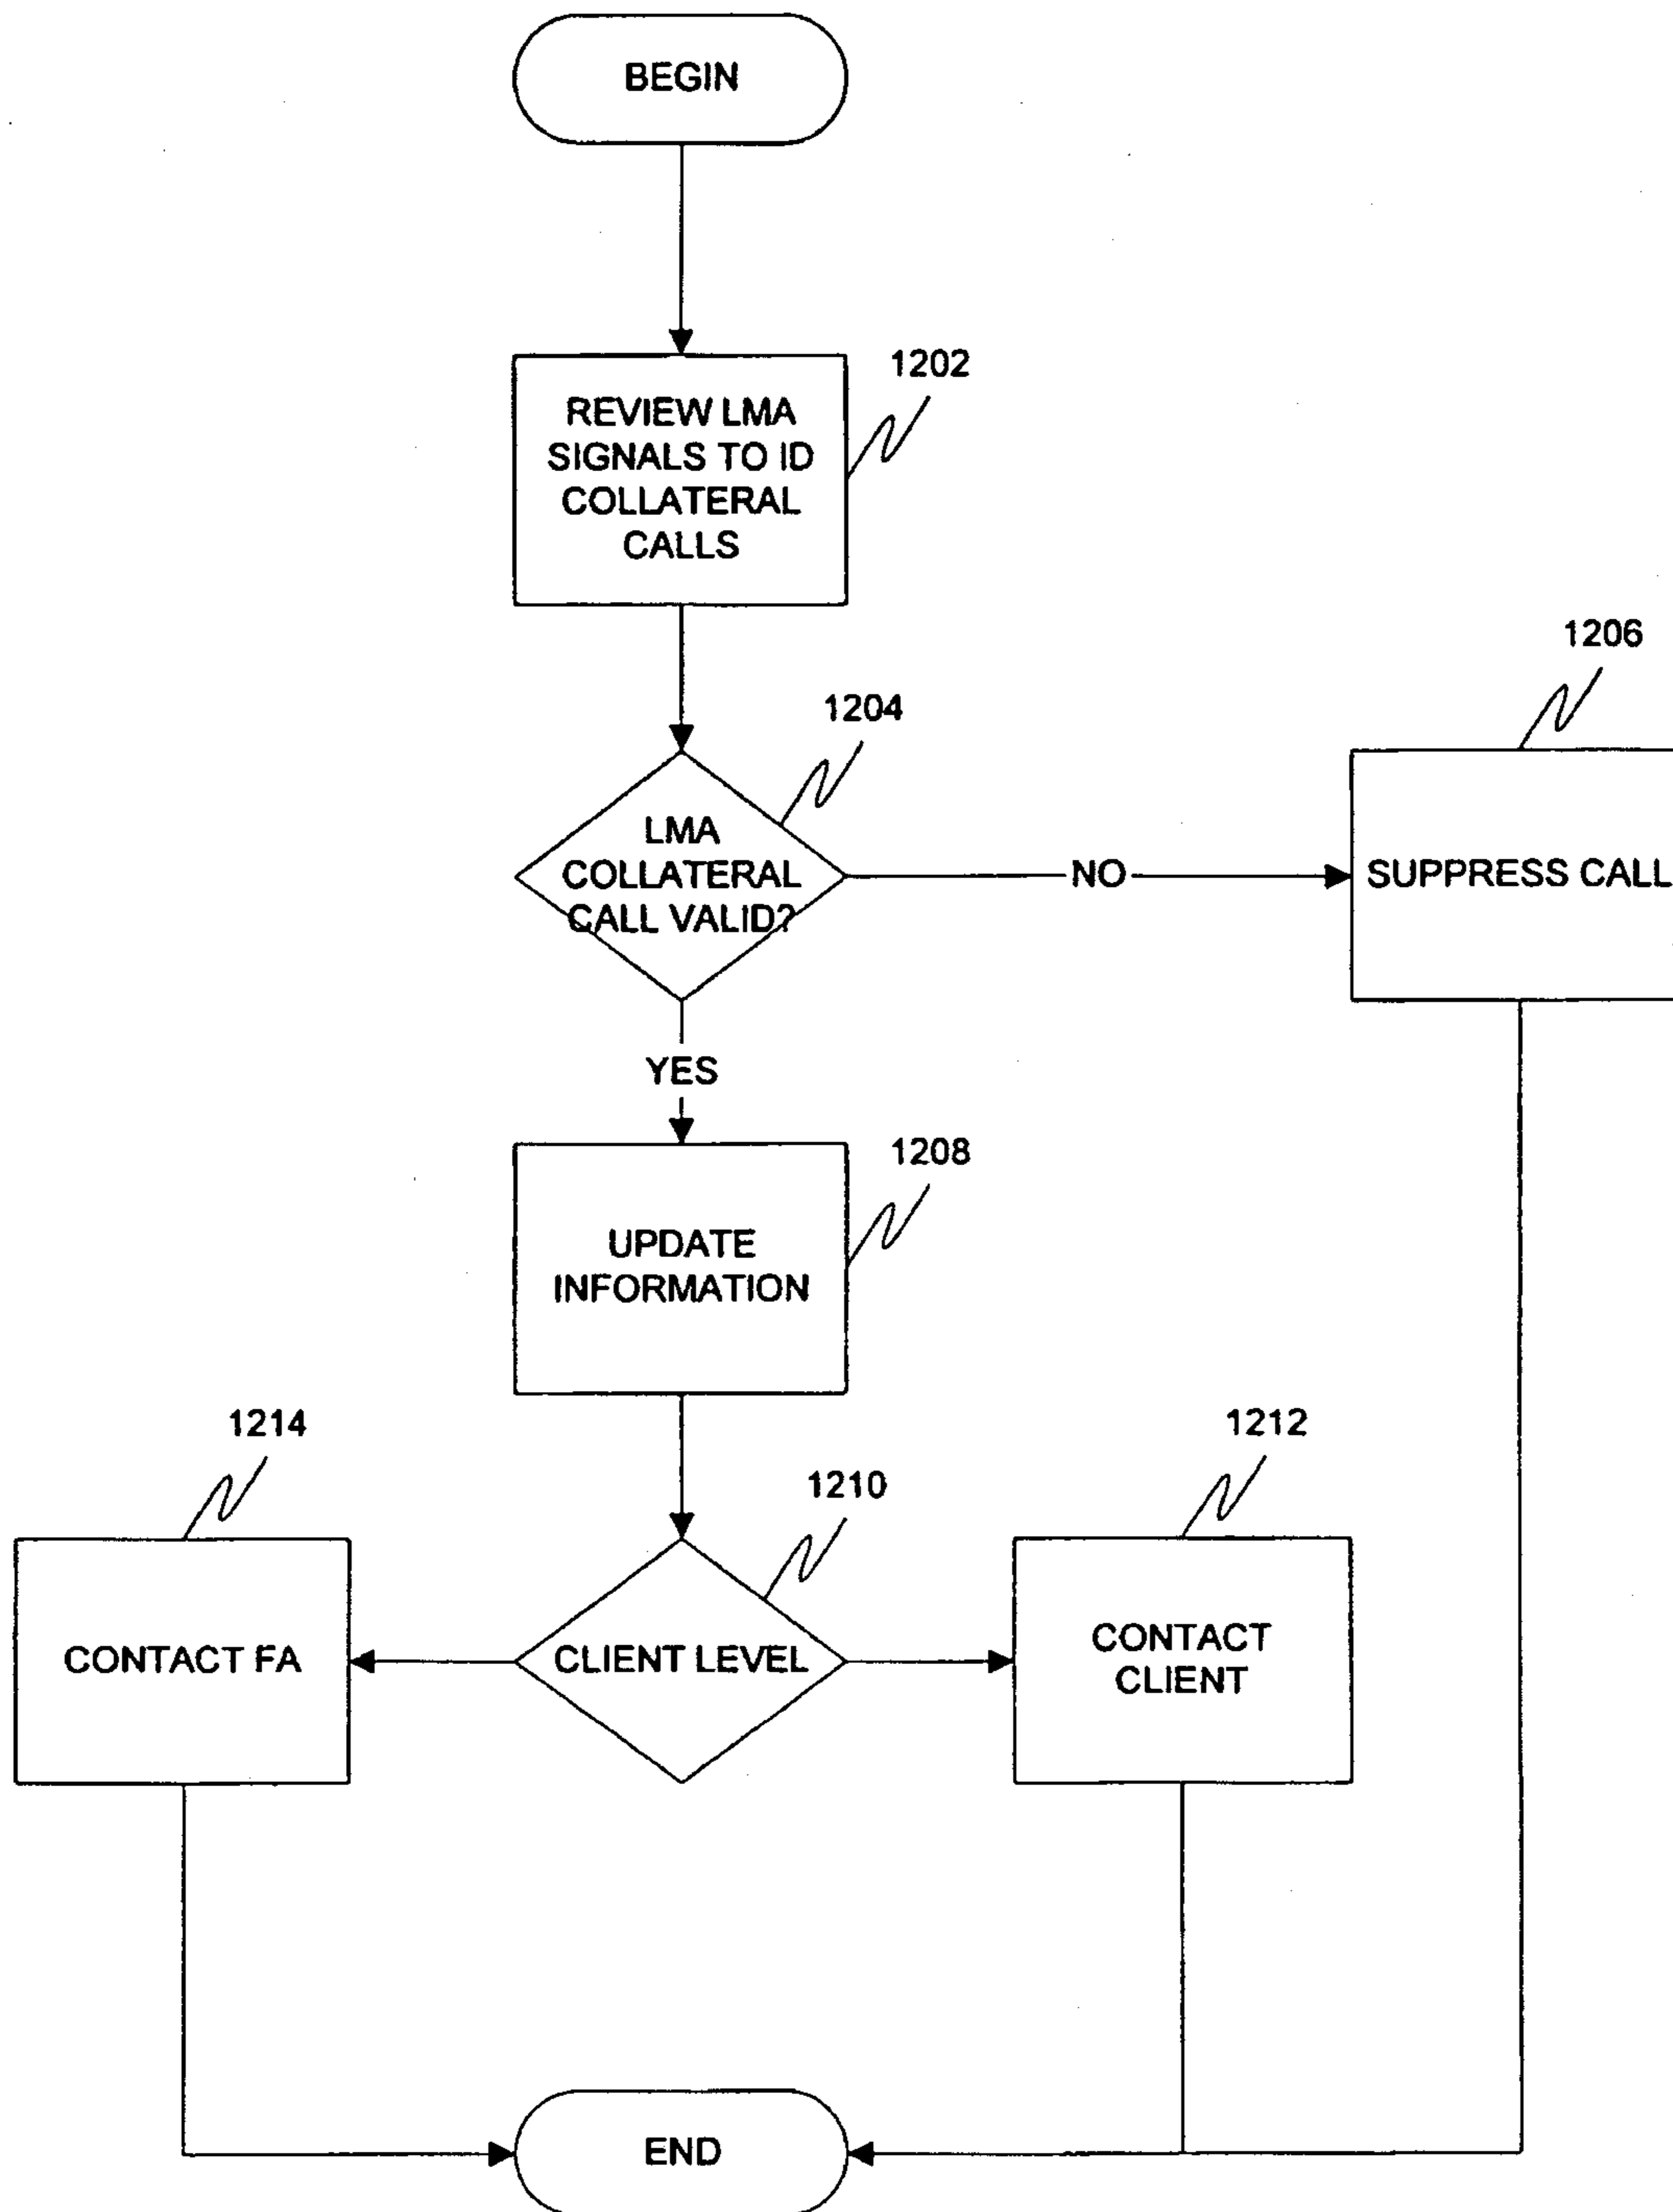 BEGIN
1202
REVIEW LMA
SIGNALS TO ID
COLLATERAL
CALLS
1204
LMA
COLLATERAL
CALL VALID?
NO
1206
SUPPRESS CALL
YES
1208
UPDATE
INFORMATION
1210
CLIENT LEVEL
1214
CONTACT FA
1212
CONTACT
CLIENT
END